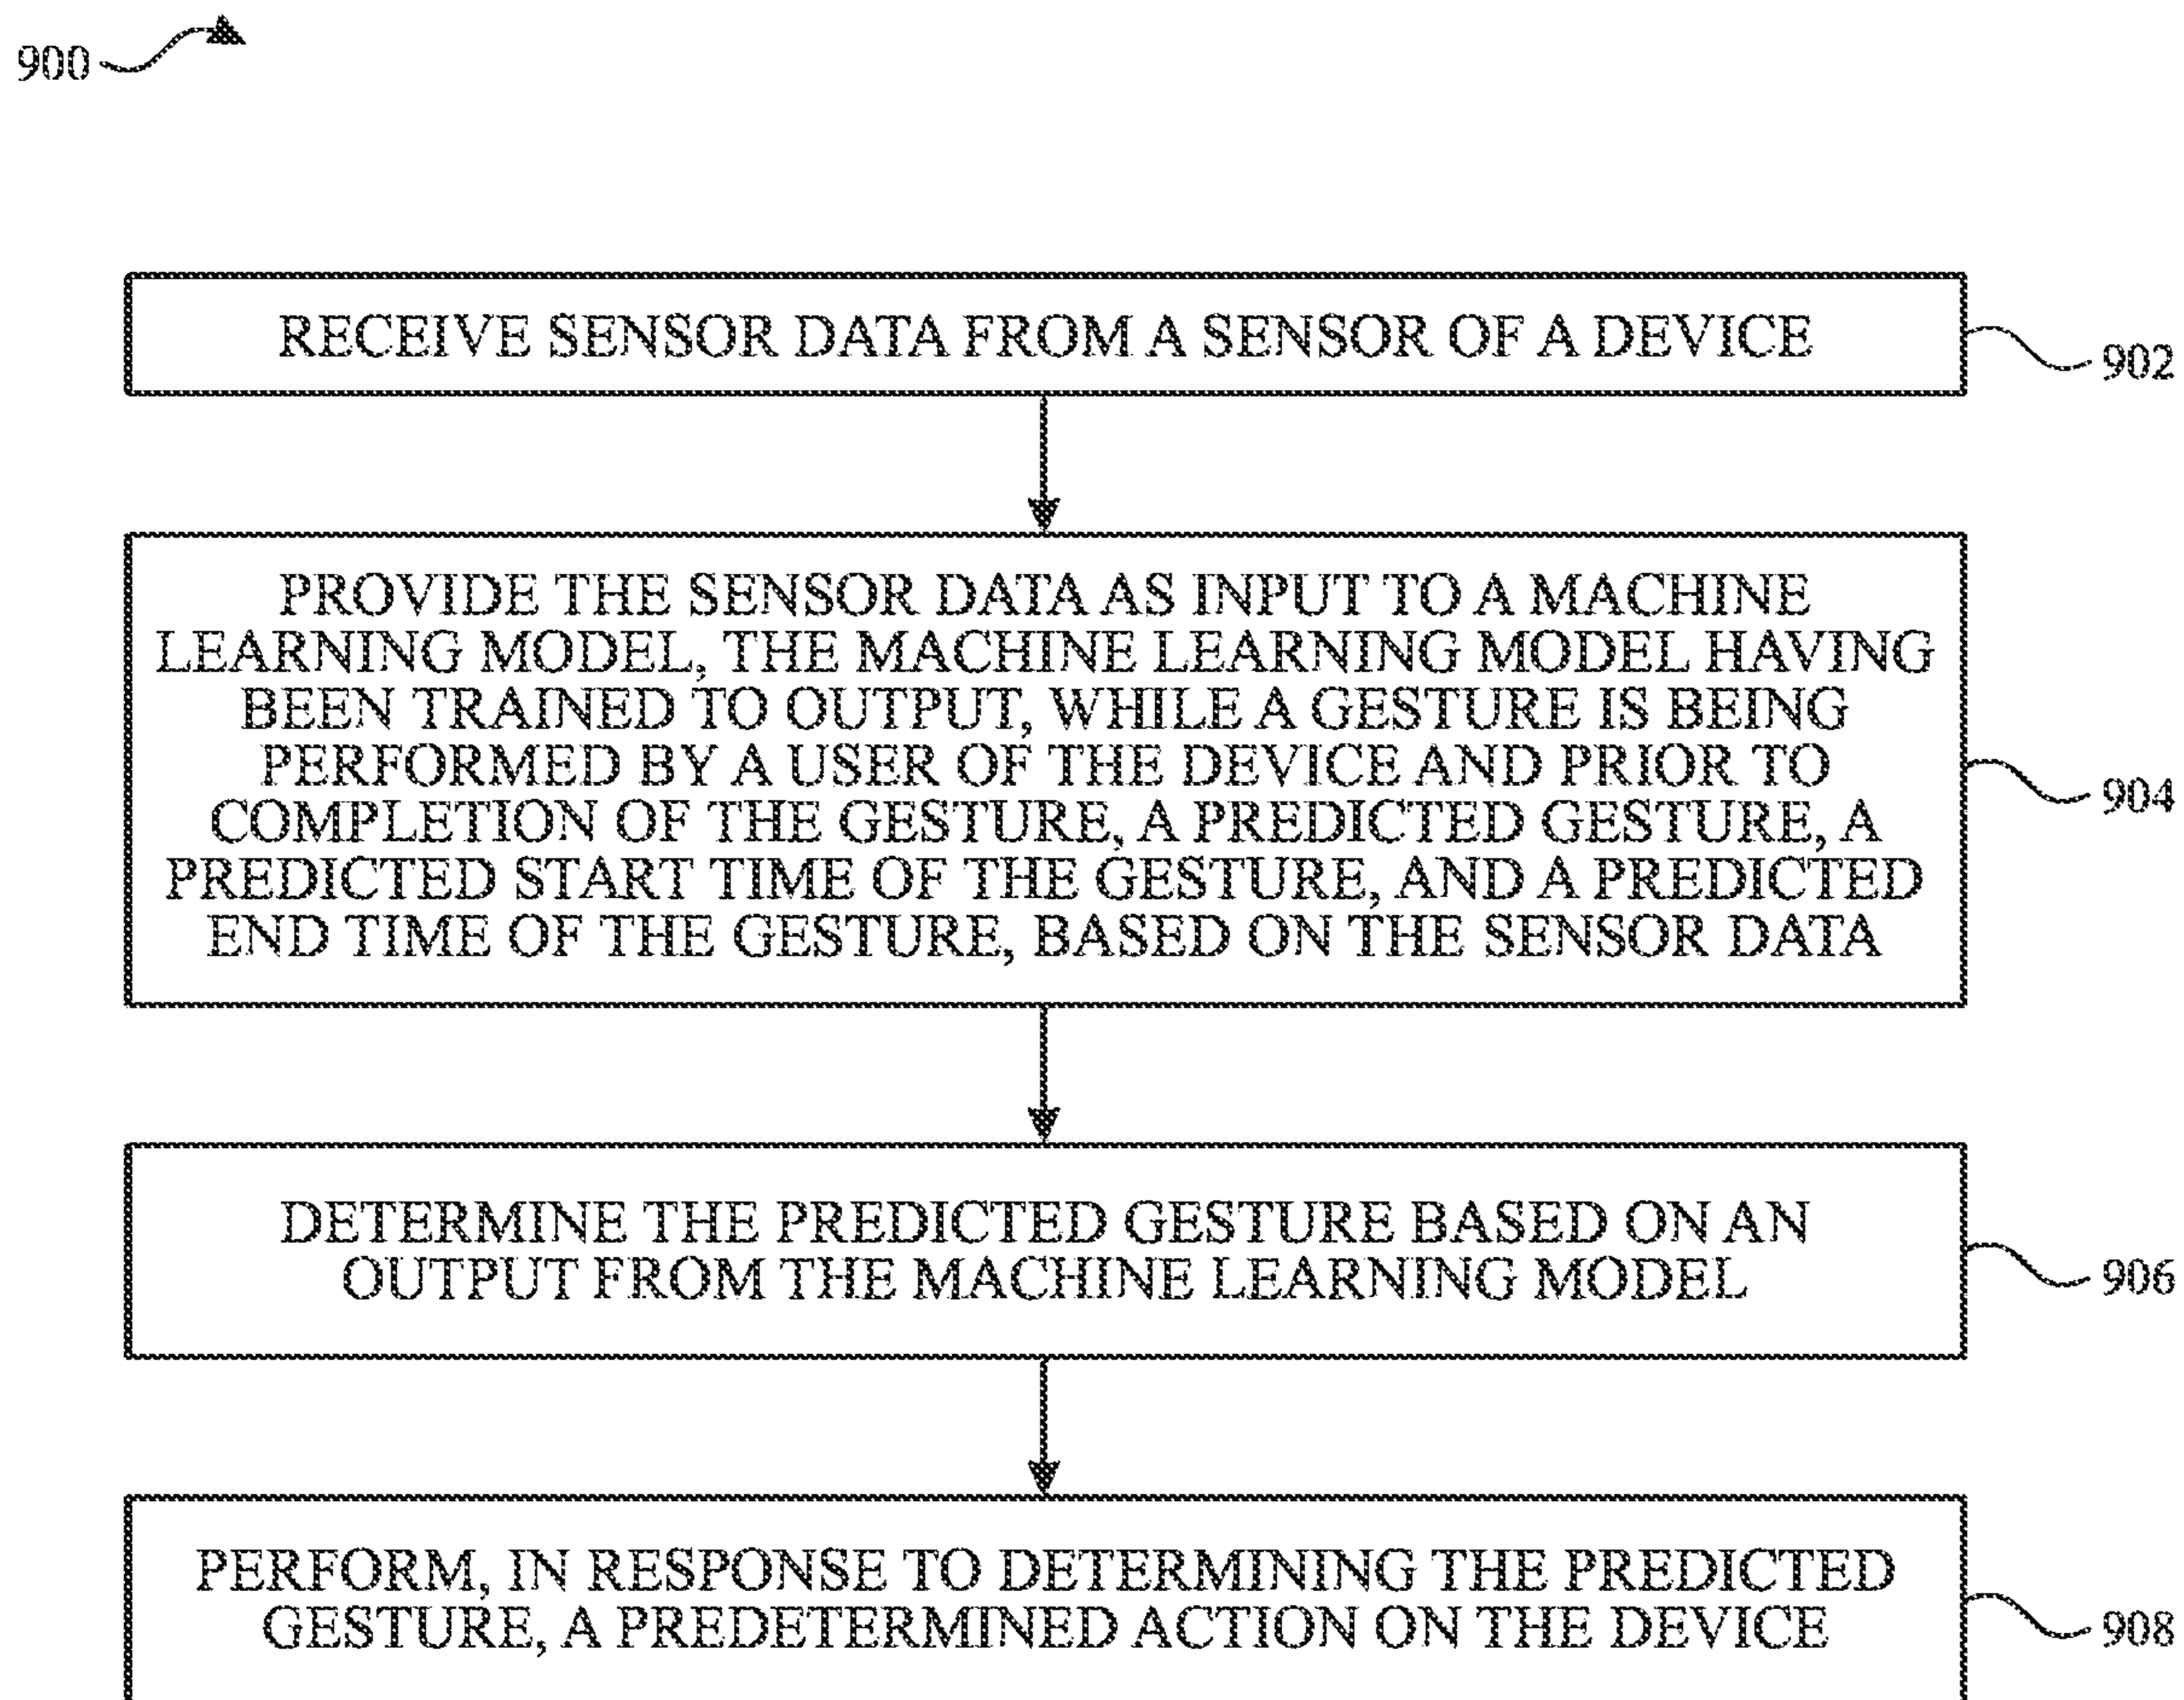 900
RECEIVE SENSOR DATA FROM A SENSOR OF A DEVICE
902
PROVIDE THE SENSOR DATA AS INPUT TO A MACHINE
LEARNING MODEL, THE MACHINE LEARNING MODEL HAVING
BEEN TRAINED TO OUTPUT, WHILE A GESTURE IS BEING
PERFORMED BY A USER OF THE DEVICE AND PRIOR TO
COMPLETION OF THE GESTURE, A PREDICTED GESTURE, A
PREDICTED START TIME OF THE GESTURE, AND A PREDICTED
END TIME OF THE GESTURE, BASED ON THE SENSOR DATA
904
DETERMINE THE PREDICTED GESTURE BASED ON AN
OUTPUT FROM THE MACHINE LEARNING MODEL
906
PERFORM, IN RESPONSE TO DETERMINING THE PREDICTED
GESTURE, A PREDETERMINED ACTION ON THE DEVICE
908